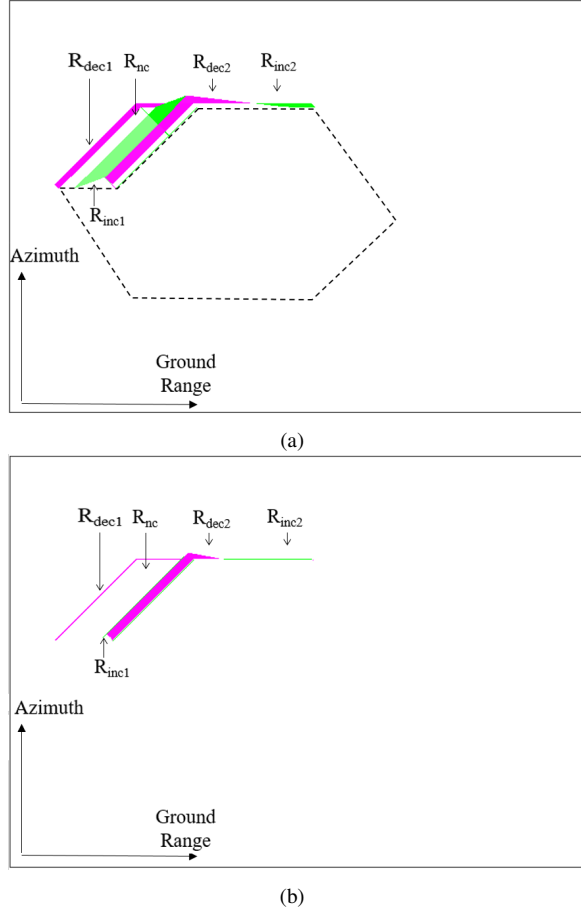 R_dec1 R_nc R_dec2 R_inc2
R_inc1
Azimuth
Ground
Range
(a)
R_dec1 R_nc R_dec2 R_inc2
R_inc1
Azimuth
Ground
Range
(b)